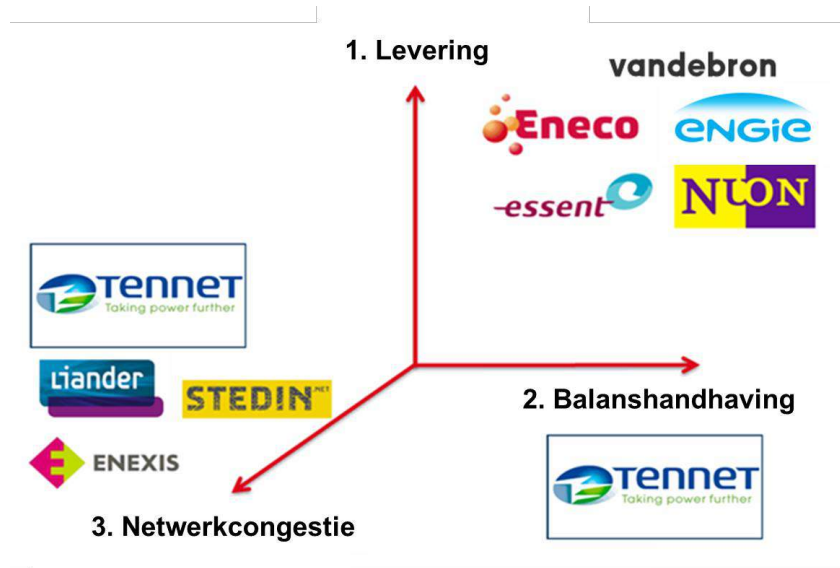 1. Levering
vandebron
Eneco
ENGIE
essent
NUON
TenneT
Taking power further
Liander
STEDIN.NET
ENEXIS
2. Balanshandhaving
TenneT
Taking power further
3. Netwerkcongestie